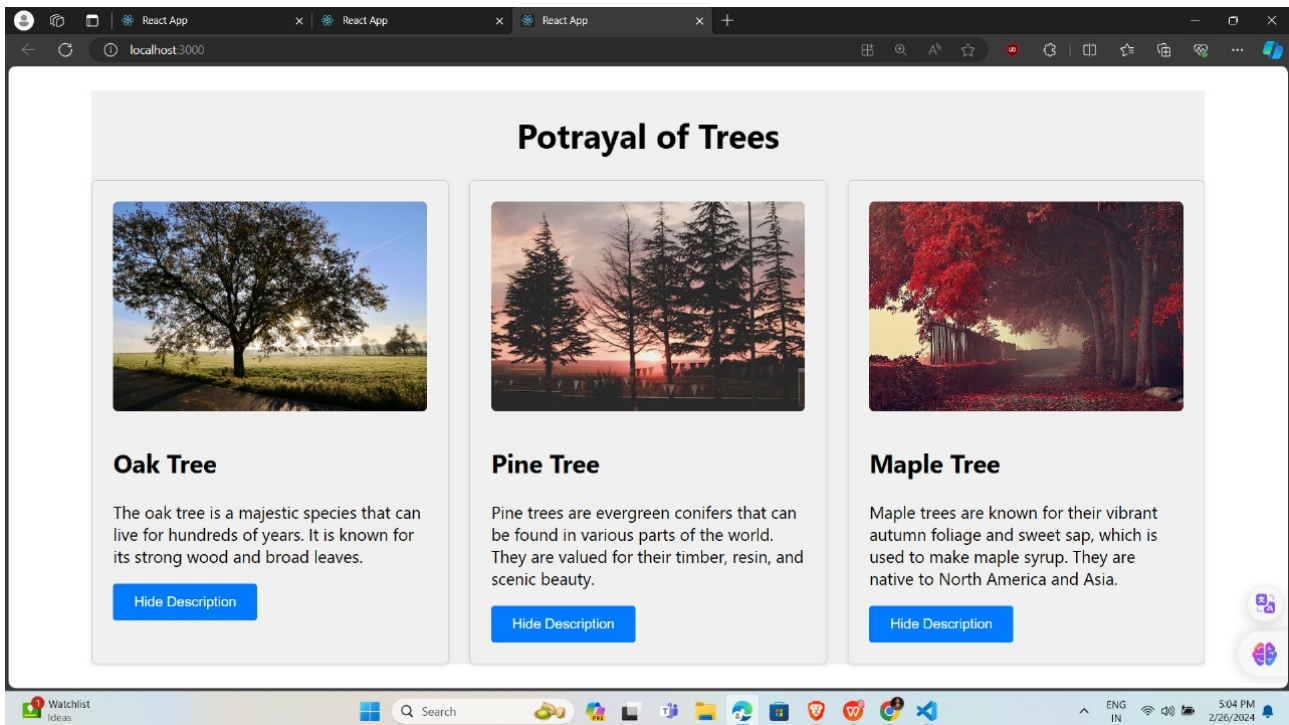 React App
React App
React App
localhost:3000
Potrayal of Trees
Oak Tree
The oak tree is a majestic species that can
live for hundreds of years. It is known for
its strong wood and broad leaves.
Hide Description
Pine Tree
Pine trees are evergreen conifers that can
be found in various parts of the world.
They are valued for their timber, resin, and
scenic beauty.
Hide Description
Maple Tree
Maple trees are known for their vibrant
autumn foliage and sweet sap, which is
used to make maple syrup. They are
native to North America and Asia.
Hide Description
1
Watchlist
Ideas
Search
PRE
ENG
IN
5:04 PM
2/26/2024